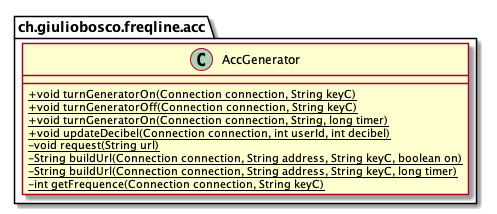 ch.giuliobosco.freqline.acc
C AccGenerator
+void turnGeneratorOn(Connection connection, String keyC)
+void turnGeneratorOff(Connection connection, String keyC)
+void turnGeneratorOn(Connection connection, String, long timer)
+void updateDecibel(Connection connection, int userId, int decibel)
-void request(String url)
-String buildUrl(Connection connection, String address, String keyC, boolean on)
-String buildUrl(Connection connection, String address, String keyC, long timer)
-int getFrequence(Connection connection, String keyC)